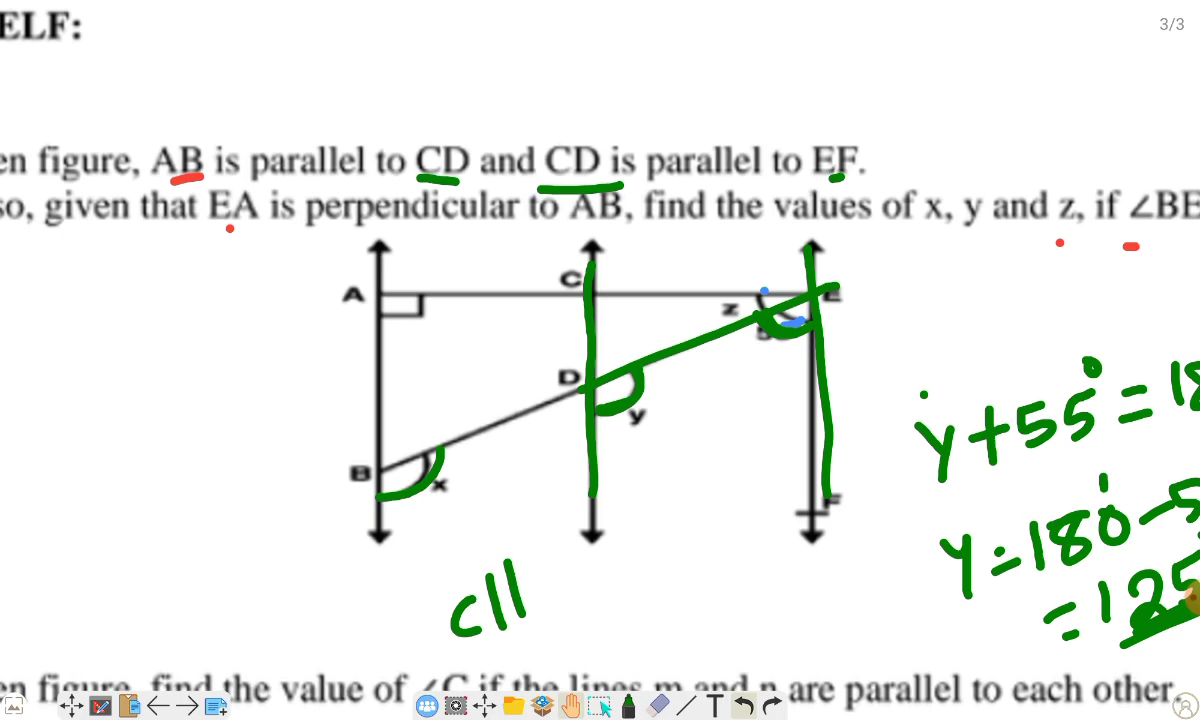 ELF:
3/3
en figure, AB is parallel to CD and CD is parallel to EF.
so, given that EA is perpendicular to AB, find the values of x, y and z, if ∠BE
A
C
E
z
D
y
B
x
F
y+55°=18
y=180-5
=125
c||
en figure, find the value of ∠C if the lines m and n are parallel to each other.
T